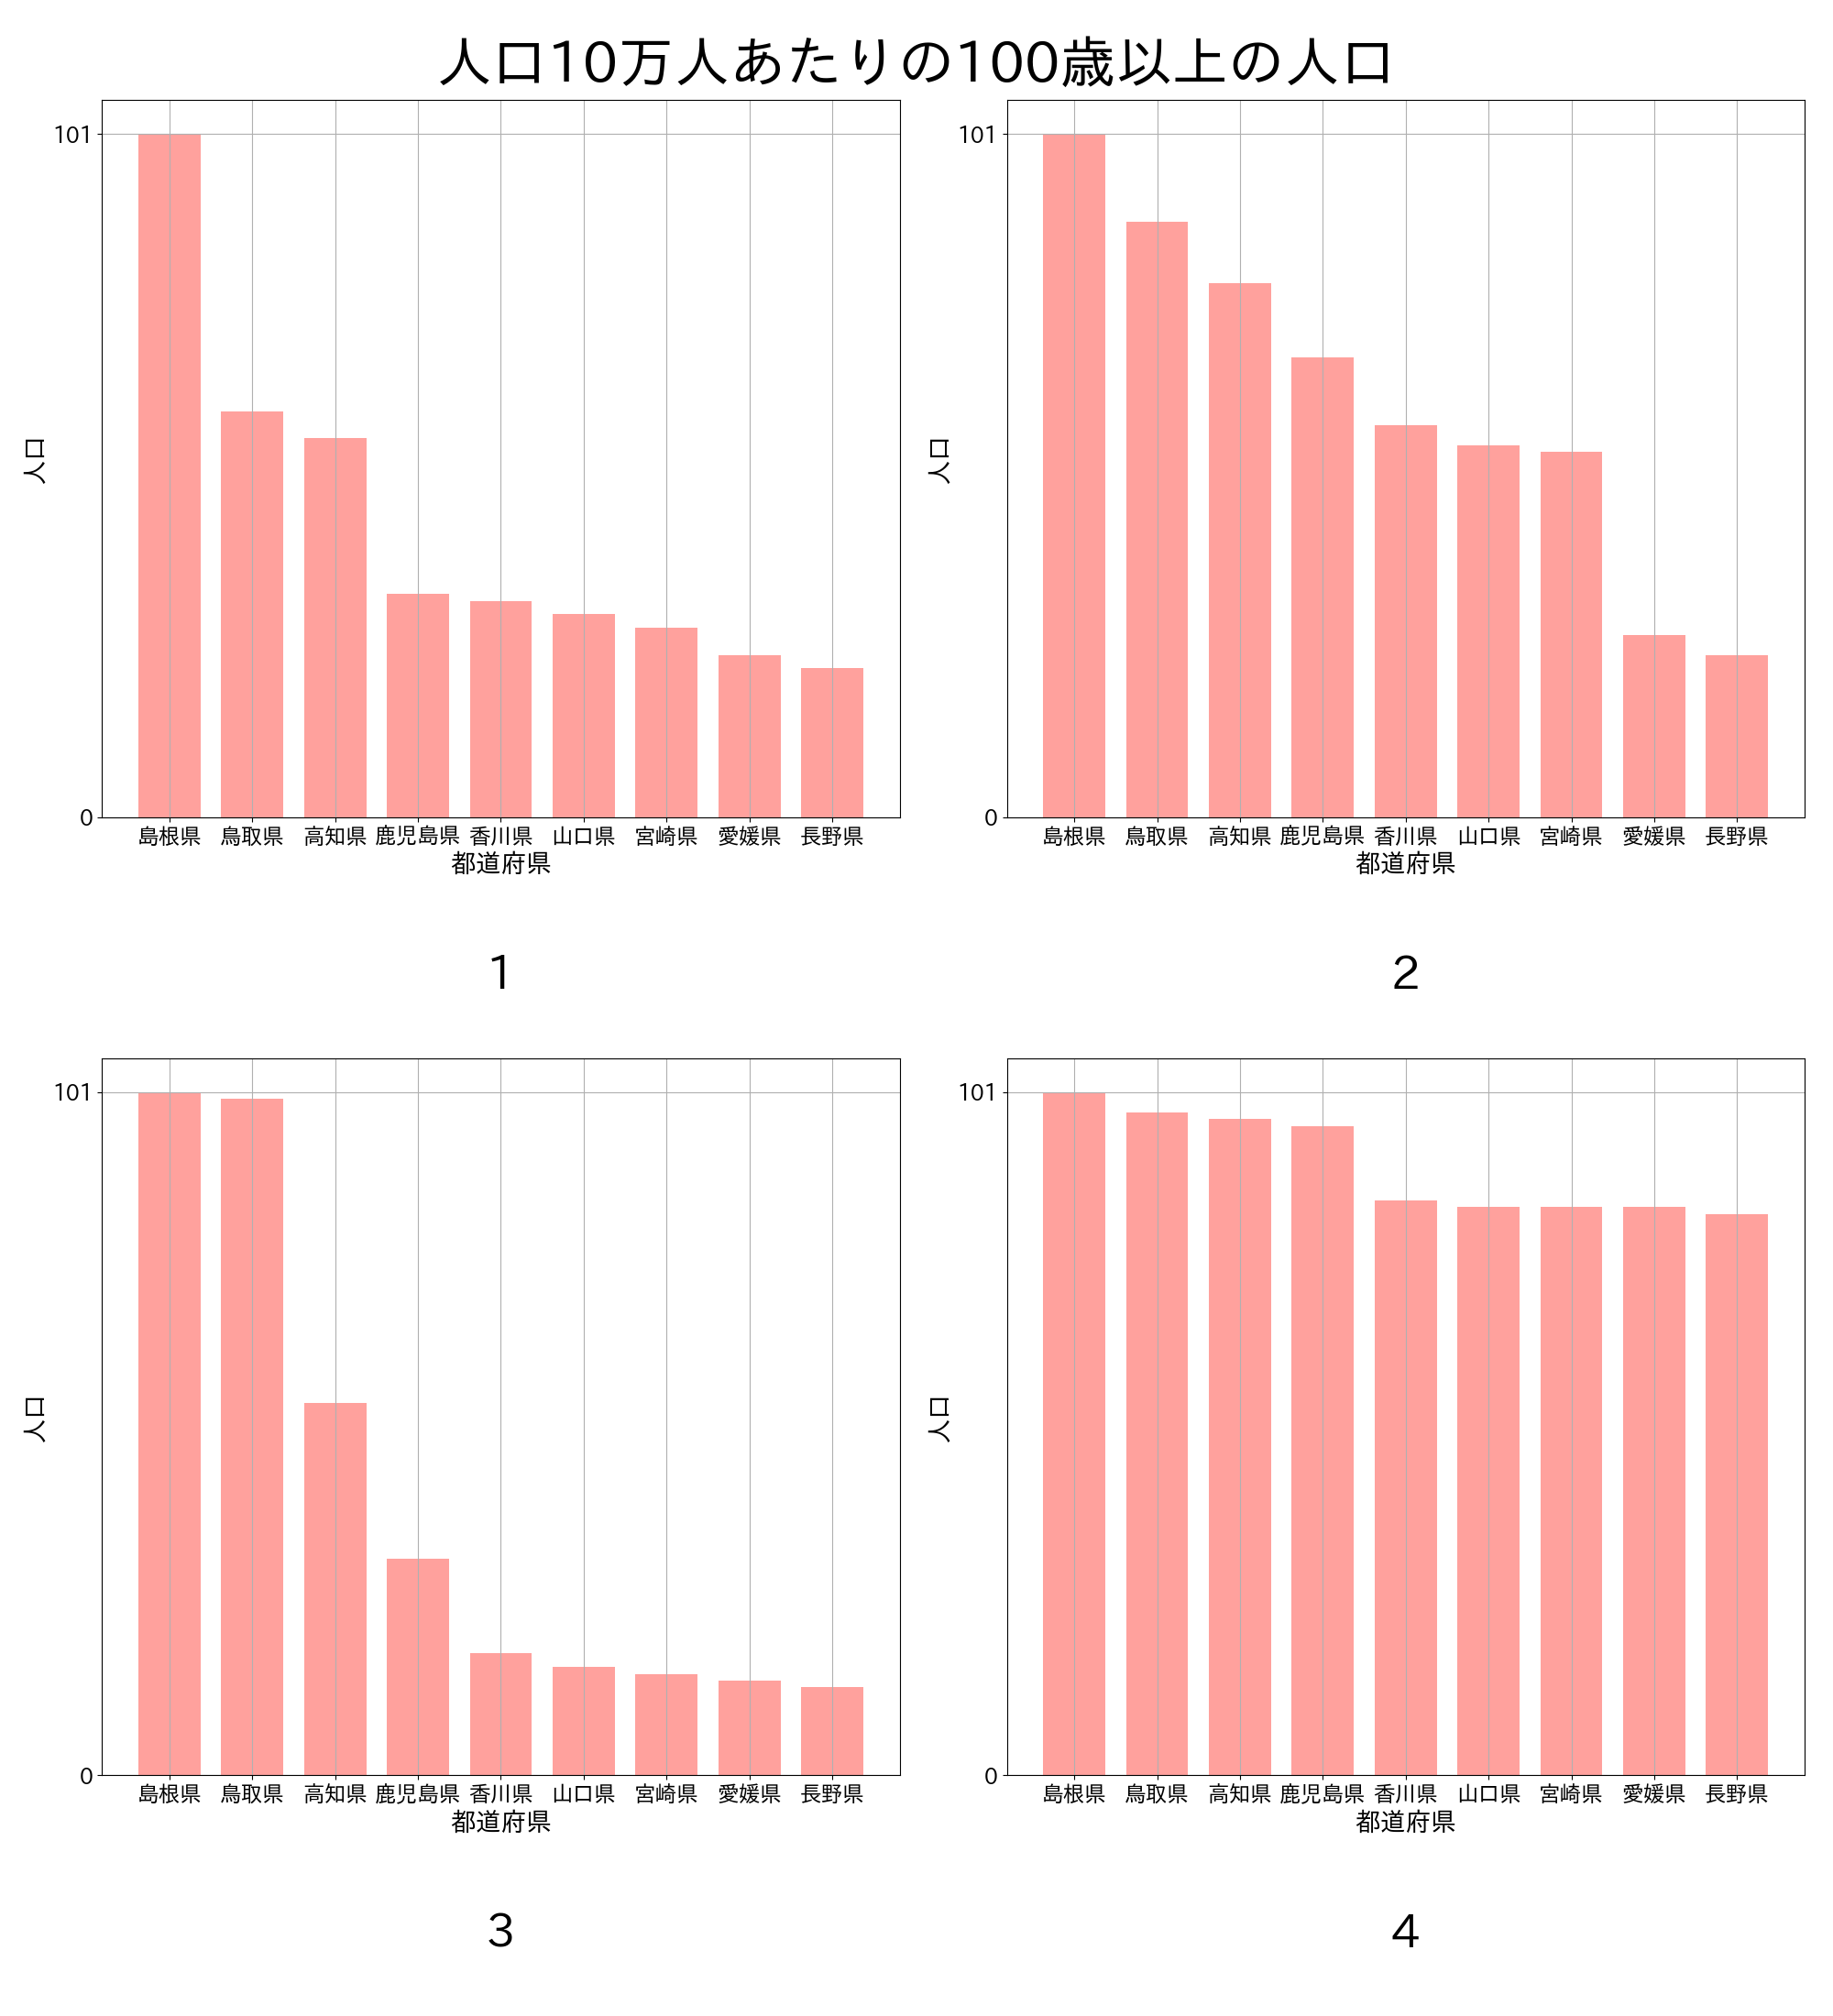 人口10万人あたりの100歳以上の人口
101
人口
0
島根県 鳥取県 高知県 鹿児島県 香川県 山口県 宮崎県 愛媛県 長野県
都道府県
1
101
人口
0
島根県 鳥取県 高知県 鹿児島県 香川県 山口県 宮崎県 愛媛県 長野県
都道府県
2
101
人口
0
島根県 鳥取県 高知県 鹿児島県 香川県 山口県 宮崎県 愛媛県 長野県
都道府県
3
101
人口
0
島根県 鳥取県 高知県 鹿児島県 香川県 山口県 宮崎県 愛媛県 長野県
都道府県
4